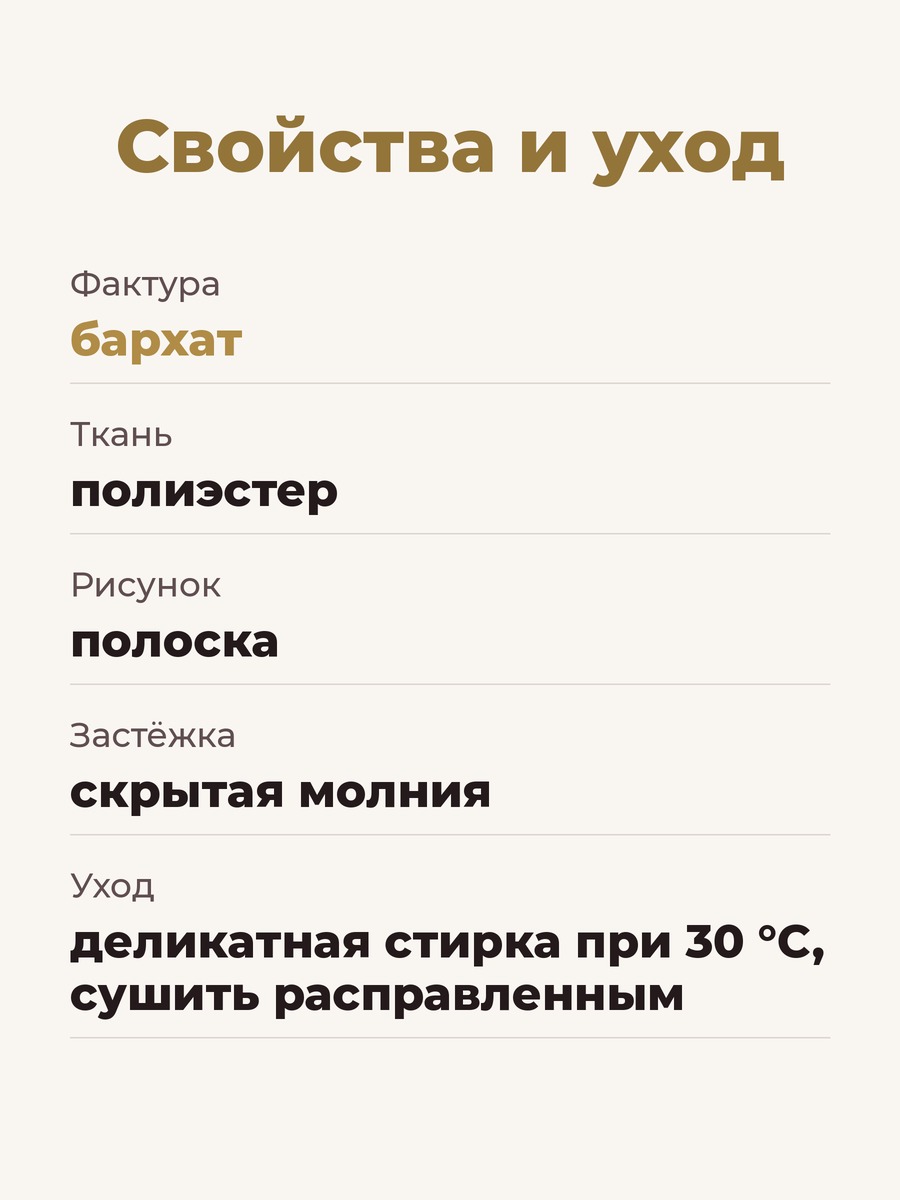 Свойства и уход
Фактура
бархат
Ткань
полиэстер
Рисунок
полоска
Застёжка
скрытая молния
Уход
деликатная стирка при 30 °C,
сушить расправленным